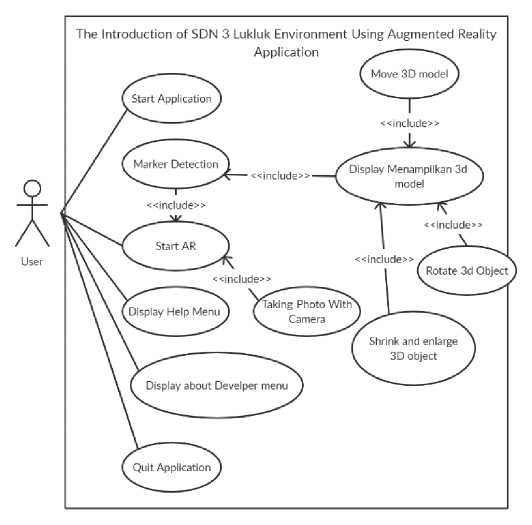 The Introduction of SDN 3 Lukluk Environment Using Augmented Reality
Application
Move 3D model
Start Application
<<include>>
Marker Detection
<<include>>
Display Menampilkan 3d
model
<<include>>
<<include>>
User
Start AR
<<include>>
<<include>>
Rotate 3d Object
Display Help Menu
Taking Photo With
Camera
Shrink and enlarge
3D object
Display about Develper menu
Quit Application